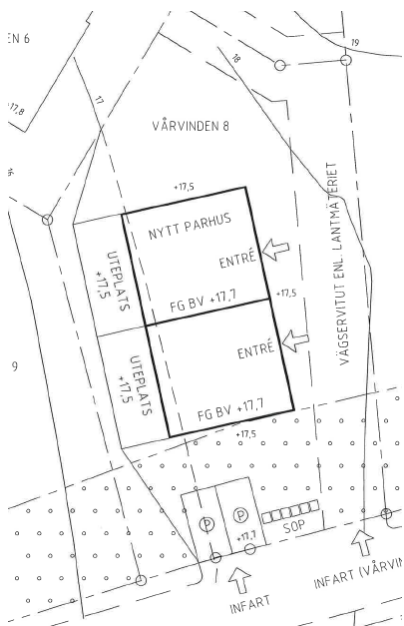 EN 6
19
18
17
+17,8
VÅRVINDEN 8
+17,5
NYTT PARHUS
ENTRÉ
UTEPLATS
+17,5
FG BV +17,7
+17,5
VÄGSERVITUT ENL. LANTMÄTERIET
ENTRÉ
9
UTEPLATS
+17,5
FG BV +17,7
+17,5
P
P
SOP
+17,7
INFART
INFART (VÅRVIN